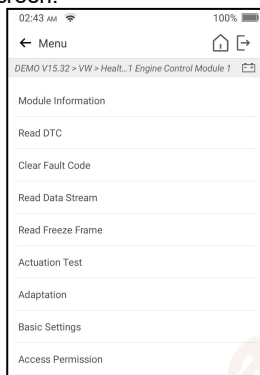 screen.
02:43 AM 100%
← Menu
DEMO V15.32 > VW > Healt...1 Engine Control Module 1
Module Information
Read DTC
Clear Fault Code
Read Data Stream
Read Freeze Frame
Actuation Test
Adaptation
Basic Settings
Access Permission